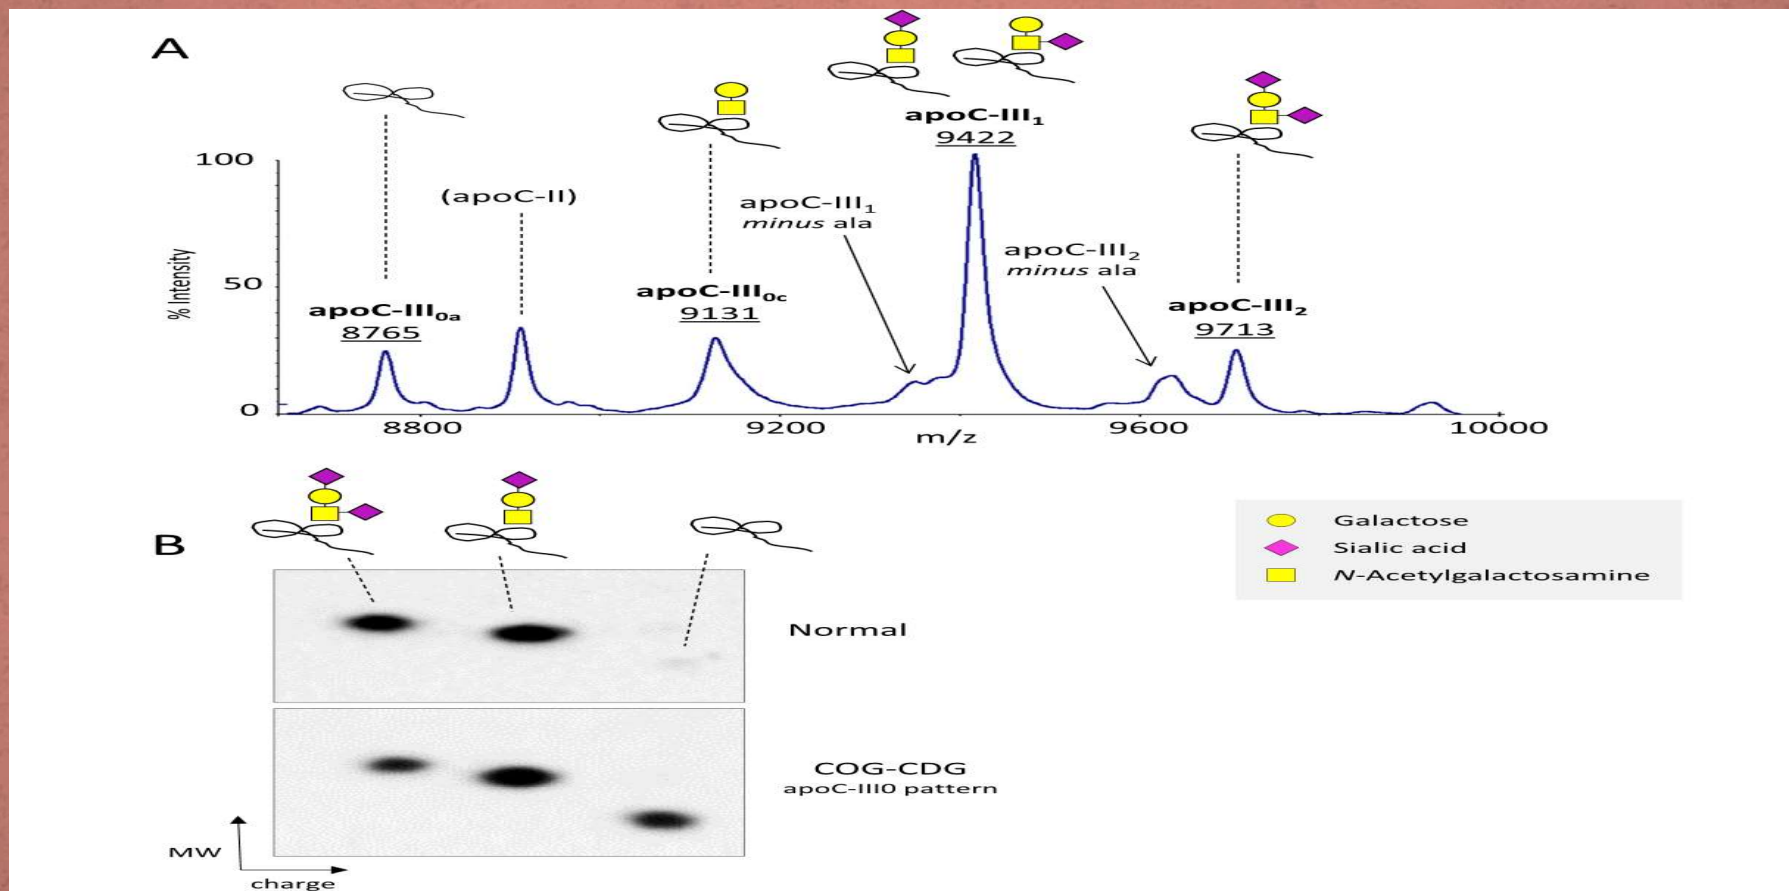 A
apoC-III₁
9422
100
(apoC-II)
apoC-III₁
minus ala
apoC-III₂
minus ala
% Intensity
50
apoC-III0c
9131
apoC-III0a
8765
apoC-III₂
9713
0
8800
9200
m/z
9600
10000
B
Galactose
Sialic acid
N-Acetylgalactosamine
Normal
COG-CDG
apoC-III0 pattern
MW
charge